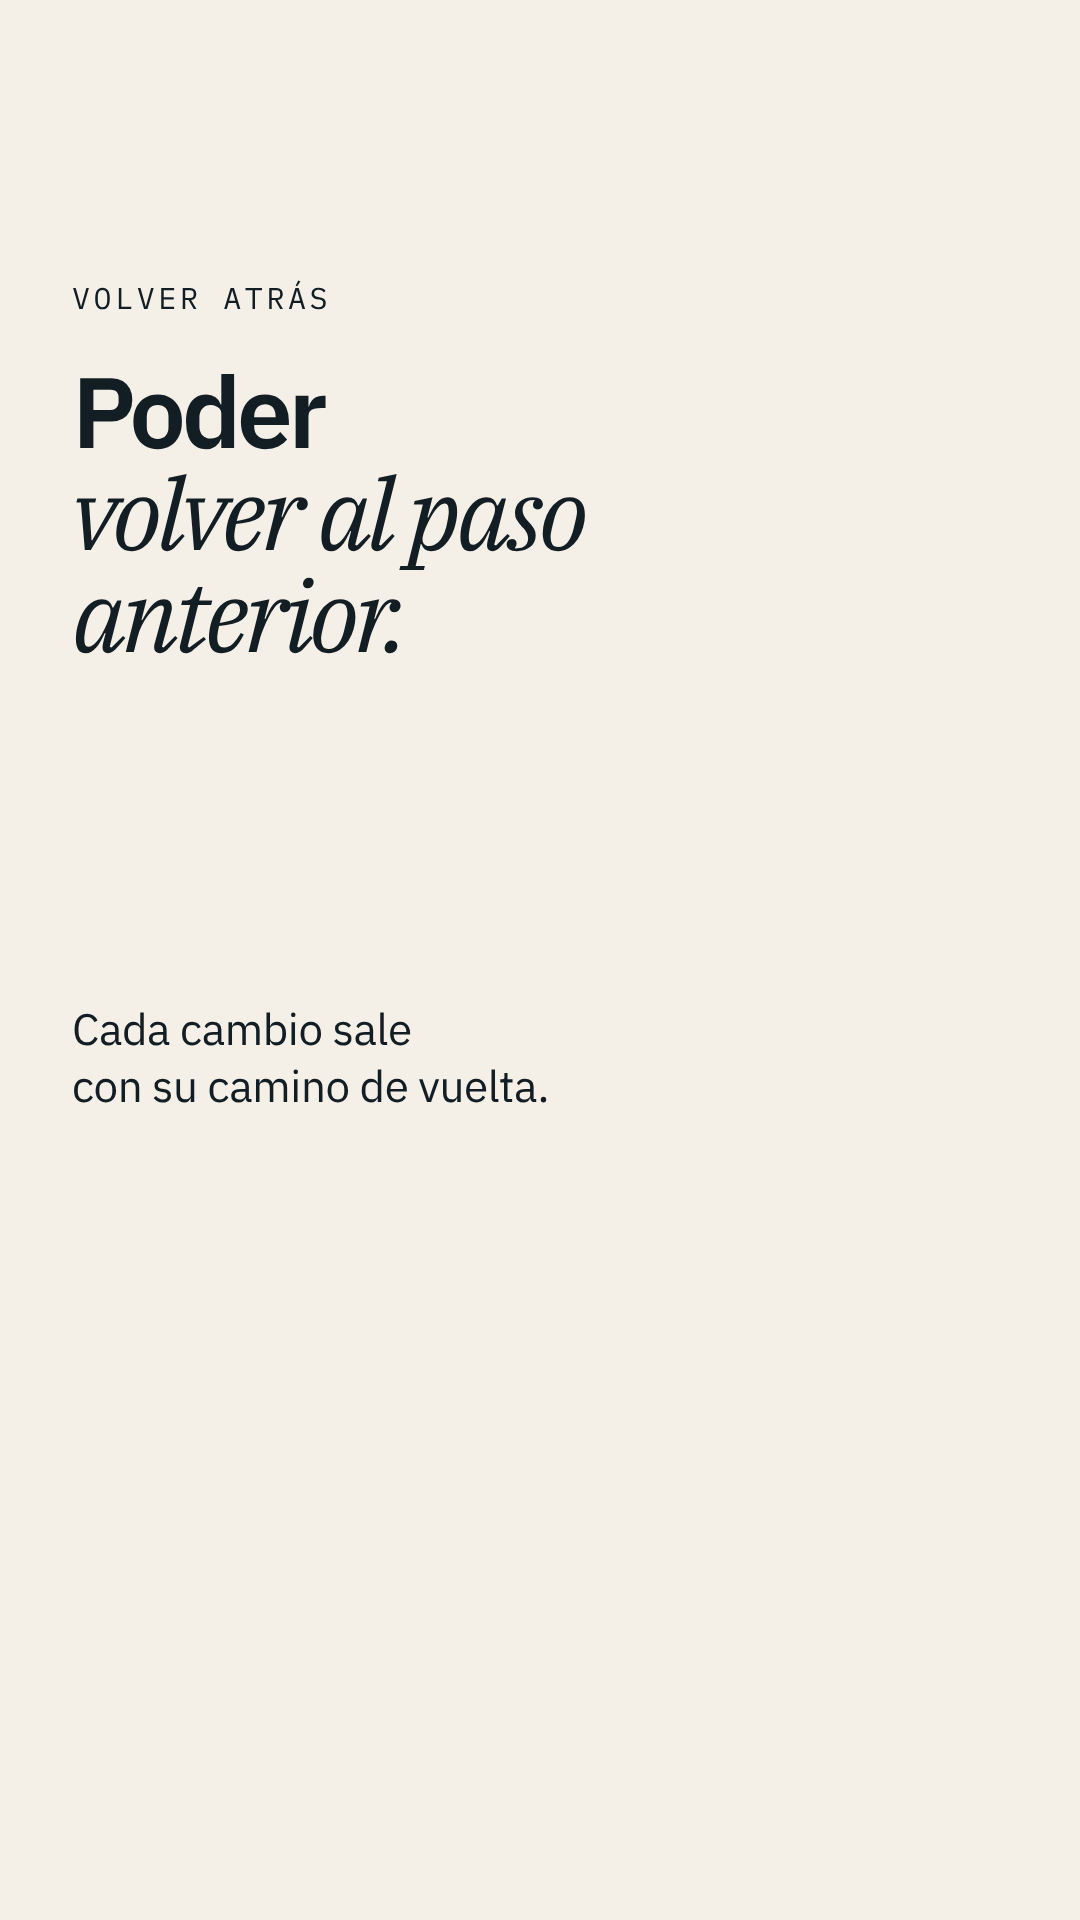 VOLVER ATRÁS
Poder
volver al paso
anterior.
Cada cambio sale
con su camino de vuelta.